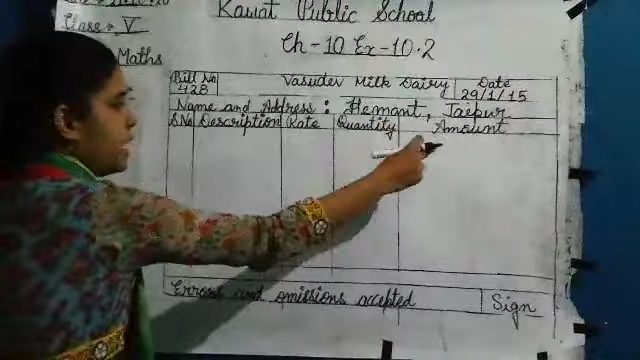 Kawat Public School
Class → V
Ch - 10 Ex - 10.2
Maths
Bill No Vasudev Milk Dairy Date
428 29/1/15
Name and Address : Hemant, Jaipur
S.No Description Rate Quantity Amount
Errors and omissions accepted Sign